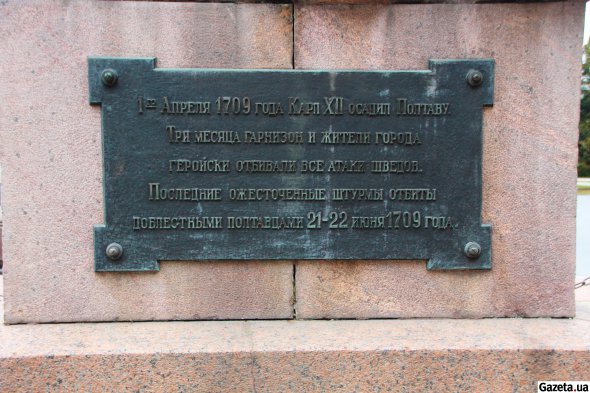 1го Апреля 1709 года Карл XII осадил Полтаву.
Три месяца гарнизон и жители города
геройски отбивали все атаки шведов.
Последние ожесточенные штурмы отбиты
доблестными полтавцами 21-22 июня 1709 года.
Gazeta.ua